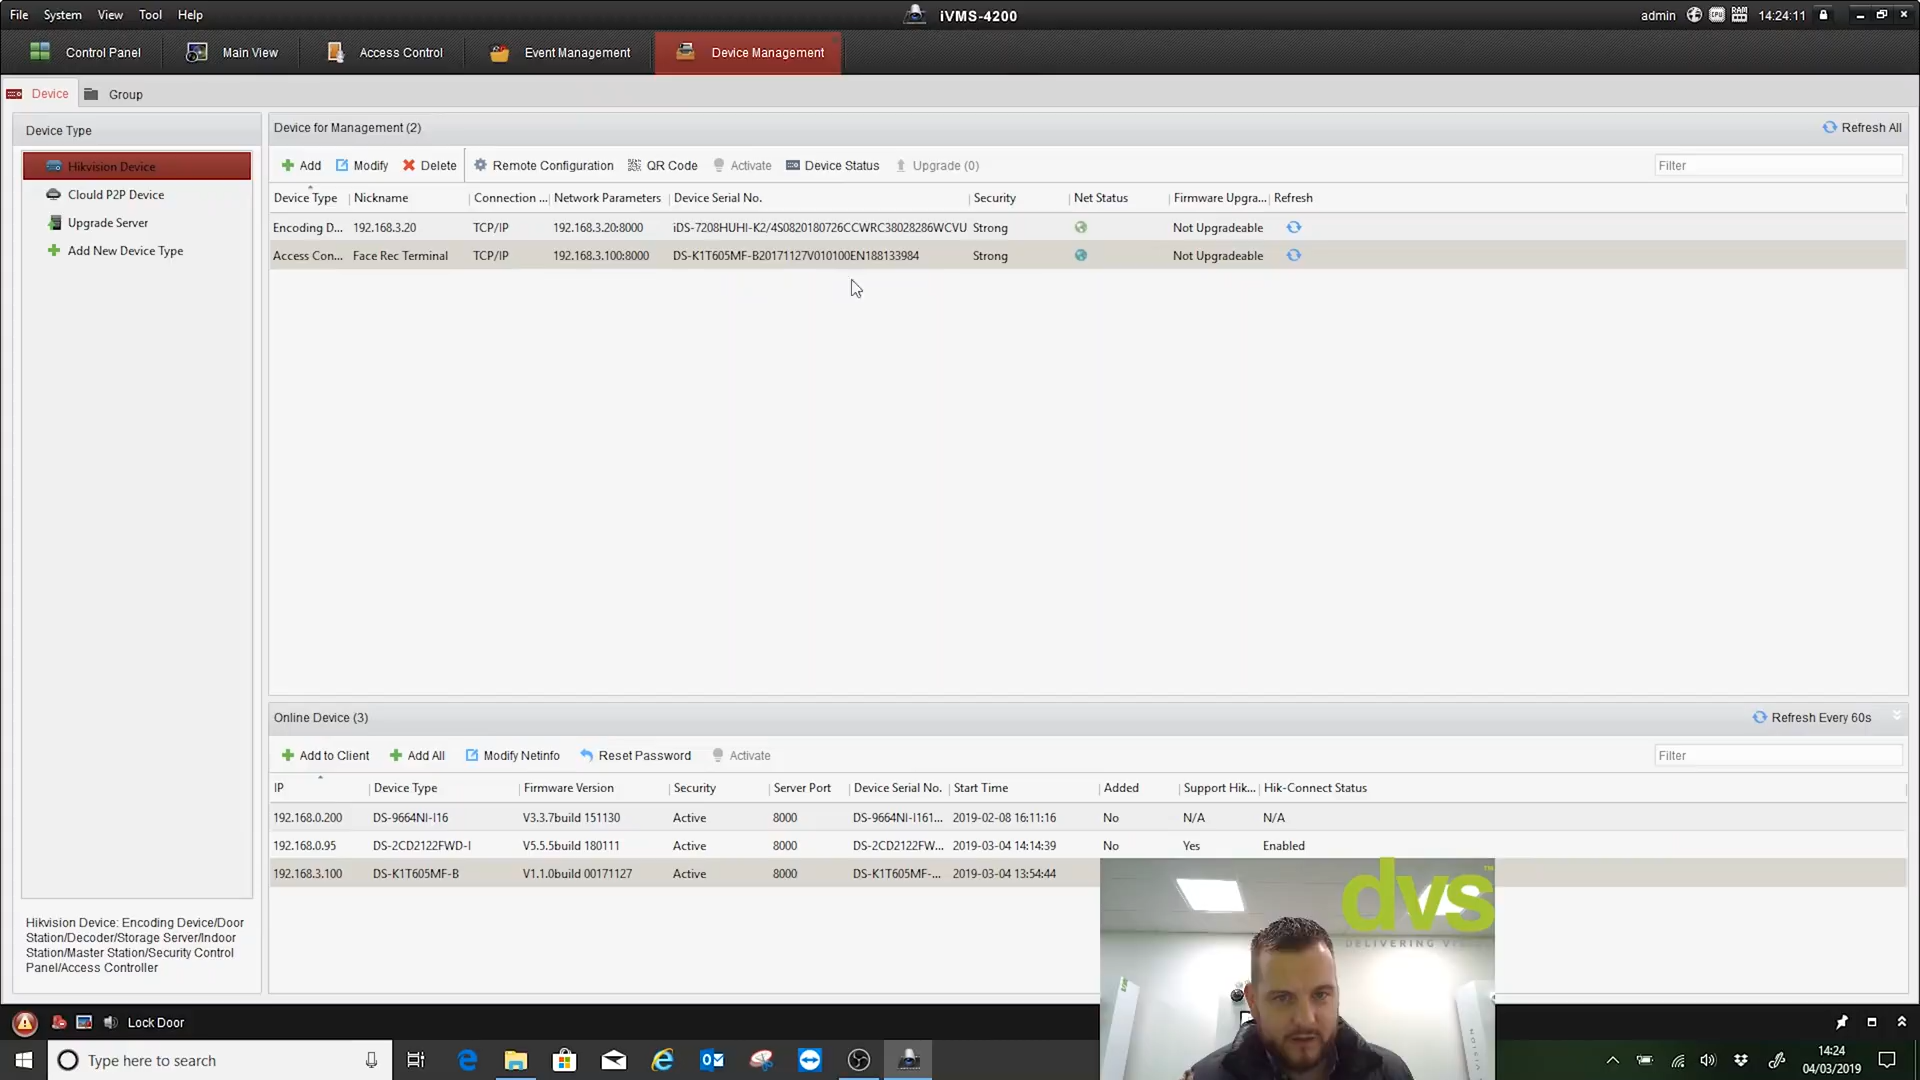 File System View Tool Help
iVMS-4200
admin CPU RAM 14:24:11
Control Panel Main View Access Control Event Management Device Management
Device Group
Device Type
Hikvision Device
Clould P2P Device
Upgrade Server
Add New Device Type
Hikvision Device: Encoding Device/Door
Station/Decoder/Storage Server/Indoor
Station/Master Station/Security Control
Panel/Access Controller
Device for Management (2)
Refresh All
Add Modify Delete Remote Configuration QR Code Activate Device Status Upgrade (0) Filter
Device Type Nickname Connection ... Network Parameters Device Serial No. Security Net Status Firmware Upgra... Refresh
Encoding D... 192.168.3.20 TCP/IP 192.168.3.20:8000 iDS-7208HUHI-K2/4S0820180726CCWRC38028286WCVU Strong Not Upgradeable
Access Con... Face Rec Terminal TCP/IP 192.168.3.100:8000 DS-K1T605MF-B20171127V010100EN188133984 Strong Not Upgradeable
Online Device (3)
Refresh Every 60s
Add to Client Add All Modify Netinfo Reset Password Activate Filter
IP Device Type Firmware Version Security Server Port Device Serial No. Start Time Added Support Hik... Hik-Connect Status
192.168.0.200 DS-9664NI-I16 V3.3.7build 151130 Active 8000 DS-9664NI-I161... 2019-02-08 16:11:16 No N/A N/A
192.168.0.95 DS-2CD2122FWD-I V5.5.5build 180111 Active 8000 DS-2CD2122FW... 2019-03-04 14:14:39 No Yes Enabled
192.168.3.100 DS-K1T605MF-B V1.1.0build 00171127 Active 8000 DS-K1T605MF-... 2019-03-04 13:54:44
dvs™
DELIVERING
Lock Door
Type here to search
14:24
04/03/2019